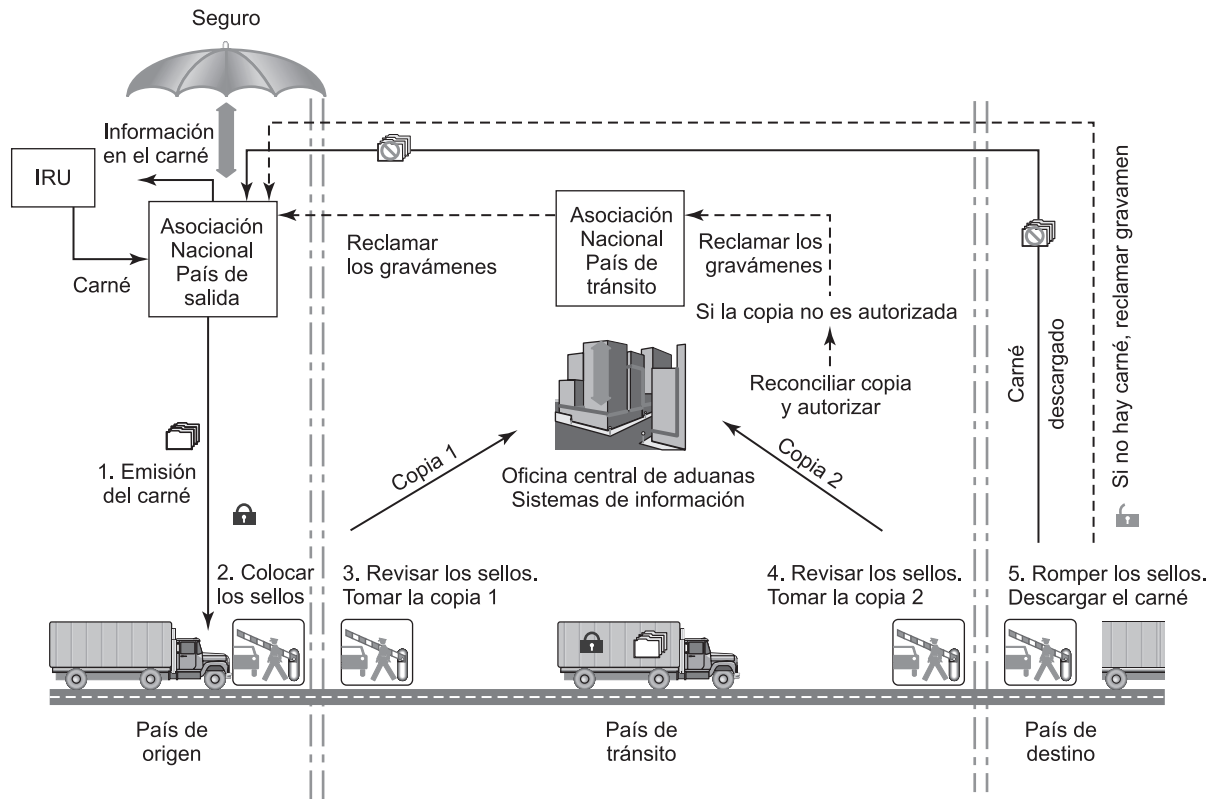 Seguro
Información
en el carné
IRU
Carné
Asociación
Nacional
País de
salida
Reclamar
los gravámenes
Asociación
Nacional
País de
tránsito
Reclamar los
gravámenes
Si la copia no es autorizada
Reconciliar copia
y autorizar
Carné
descargado
Si no hay carné, reclamar gravamen
1. Emisión
del carné
Copia 1
Oficina central de aduanas
Sistemas de información
Copia 2
2. Colocar
los sellos
3. Revisar los sellos.
Tomar la copia 1
4. Revisar los sellos.
Tomar la copia 2
5. Romper los sellos.
Descargar el carné
País de
origen
País de
tránsito
País de
destino